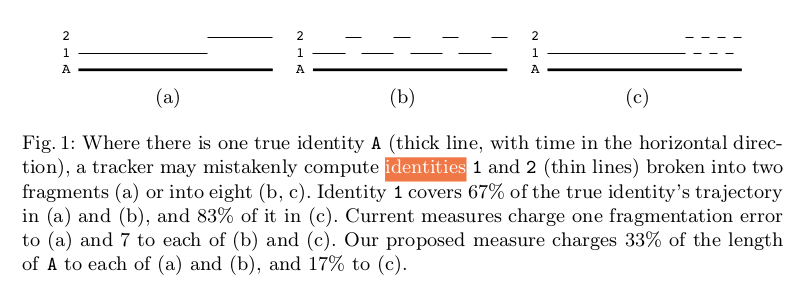 2 2 2
1 1 1
A A A
(a) (b) (c)
Fig. 1: Where there is one true identity A (thick line, with time in the horizontal direc-
tion), a tracker may mistakenly compute identities 1 and 2 (thin lines) broken into two
fragments (a) or into eight (b, c). Identity 1 covers 67% of the true identity's trajectory
in (a) and (b), and 83% of it in (c). Current measures charge one fragmentation error
to (a) and 7 to each of (b) and (c). Our proposed measure charges 33% of the length
of A to each of (a) and (b), and 17% to (c).